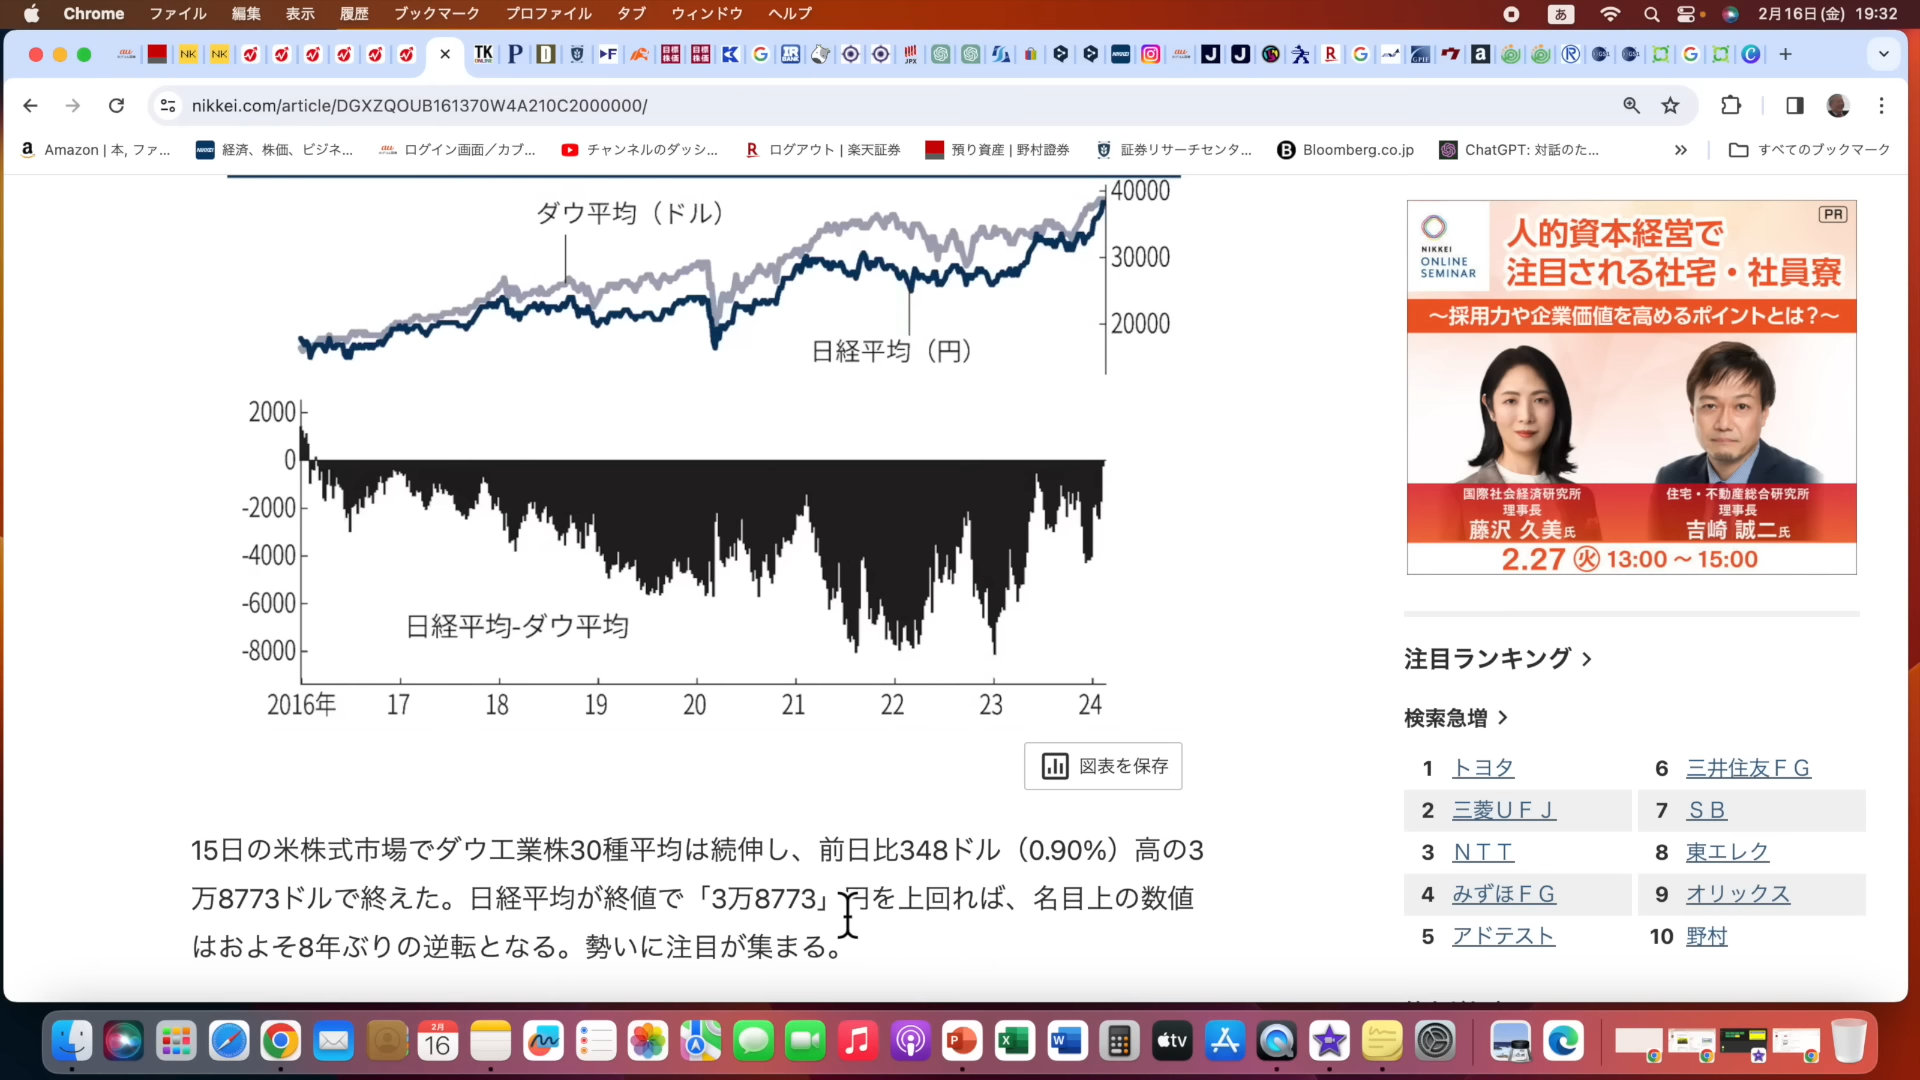 Chrome ファイル 編集 表示 履歴 ブックマーク プロファイル タブ ウィンドウ ヘルプ あ 2月16日(金) 19:32
nikkei.com/article/DGXZQOUB161370W4A210C2000000/
Amazon | 本, ファ... 経済、株価、ビジネ... ログイン画面／カブ... チャンネルのダッシ... ログアウト | 楽天証券 預り資産 | 野村證券 証券リサーチセンタ... Bloomberg.co.jp ChatGPT: 対話のた... すべてのブックマーク
ダウ平均（ドル）
40000
30000
20000
日経平均（円）
2000
0
-2000
-4000
-6000
-8000
日経平均-ダウ平均
2016年 17 18 19 20 21 22 23 24
図表を保存
15日の米株式市場でダウ工業株30種平均は続伸し、前日比348ドル（0.90%）高の3
万8773ドルで終えた。日経平均が終値で「3万8773」円を上回れば、名目上の数値
はおよそ8年ぶりの逆転となる。勢いに注目が集まる。
PR
NIKKEI
ONLINE
SEMINAR
人的資本経営で
注目される社宅・社員寮
〜採用力や企業価値を高めるポイントとは?〜
国際社会経済研究所
理事長
藤沢 久美氏
住宅・不動産総合研究所
理事長
吉崎 誠二氏
2.27 火 13:00 〜 15:00
注目ランキング
検索急増
1 トヨタ
2 三菱ＵＦＪ
3 ＮＴＴ
4 みずほＦＧ
5 アドテスト
6 三井住友ＦＧ
7 ＳＢ
8 東エレク
9 オリックス
10 野村
2月
16
tv